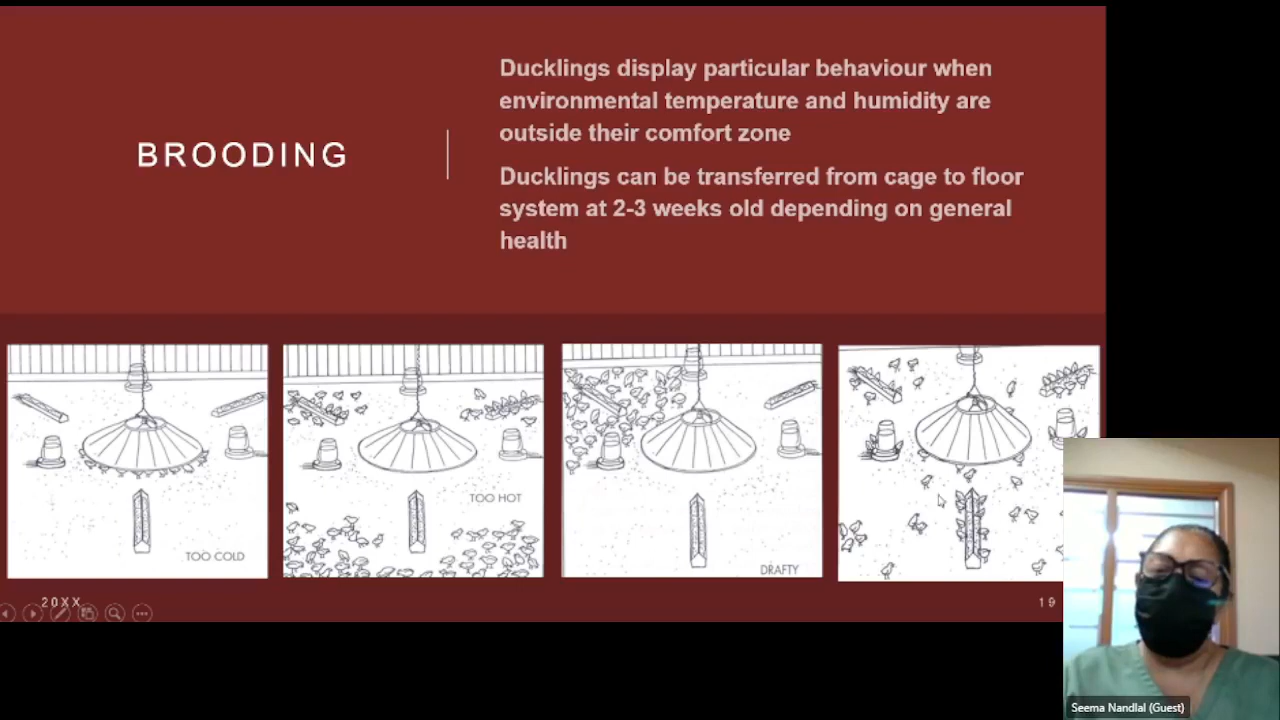 BROODING
Ducklings display particular behaviour when
environmental temperature and humidity are
outside their comfort zone
Ducklings can be transferred from cage to floor
system at 2-3 weeks old depending on general
health
TOO COLD
TOO HOT
DRAFTY
20XX
19
Seema Nandlal (Guest)